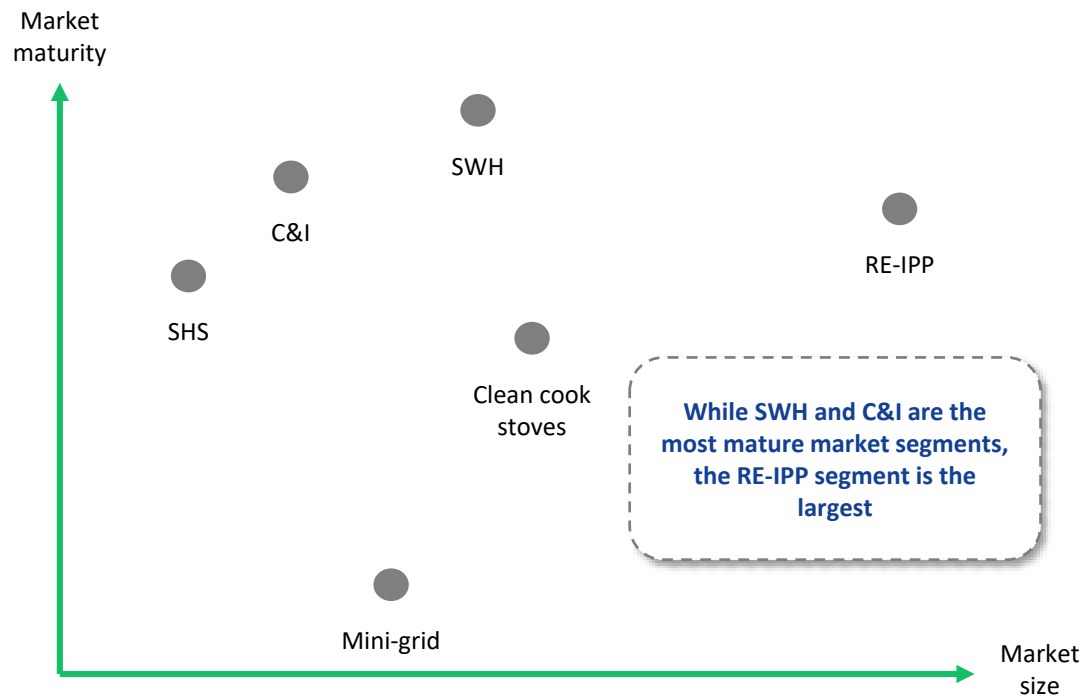 Market
maturity
SWH
C&I
RE-IPP
SHS
Clean cook
stoves
While SWH and C&I are the
most mature market segments,
the RE-IPP segment is the
largest
Mini-grid
Market
size